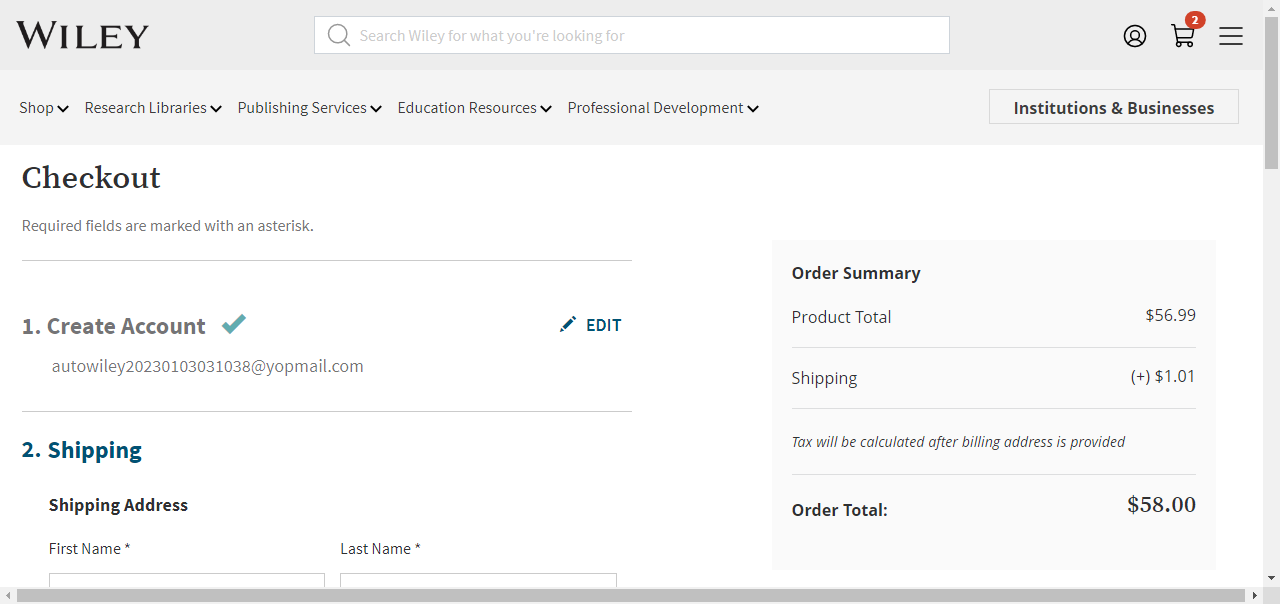 WILEY
Search Wiley for what you're looking for
2
Shop
Research Libraries
Publishing Services
Education Resources
Professional Development
Institutions & Businesses
Checkout
Required fields are marked with an asterisk.
1. Create Account
EDIT
autowiley20230103031038@yopmail.com
2. Shipping
Shipping Address
First Name *
Last Name *
Order Summary
Product Total
$56.99
Shipping
(+) $1.01
Tax will be calculated after billing address is provided
Order Total:
$58.00